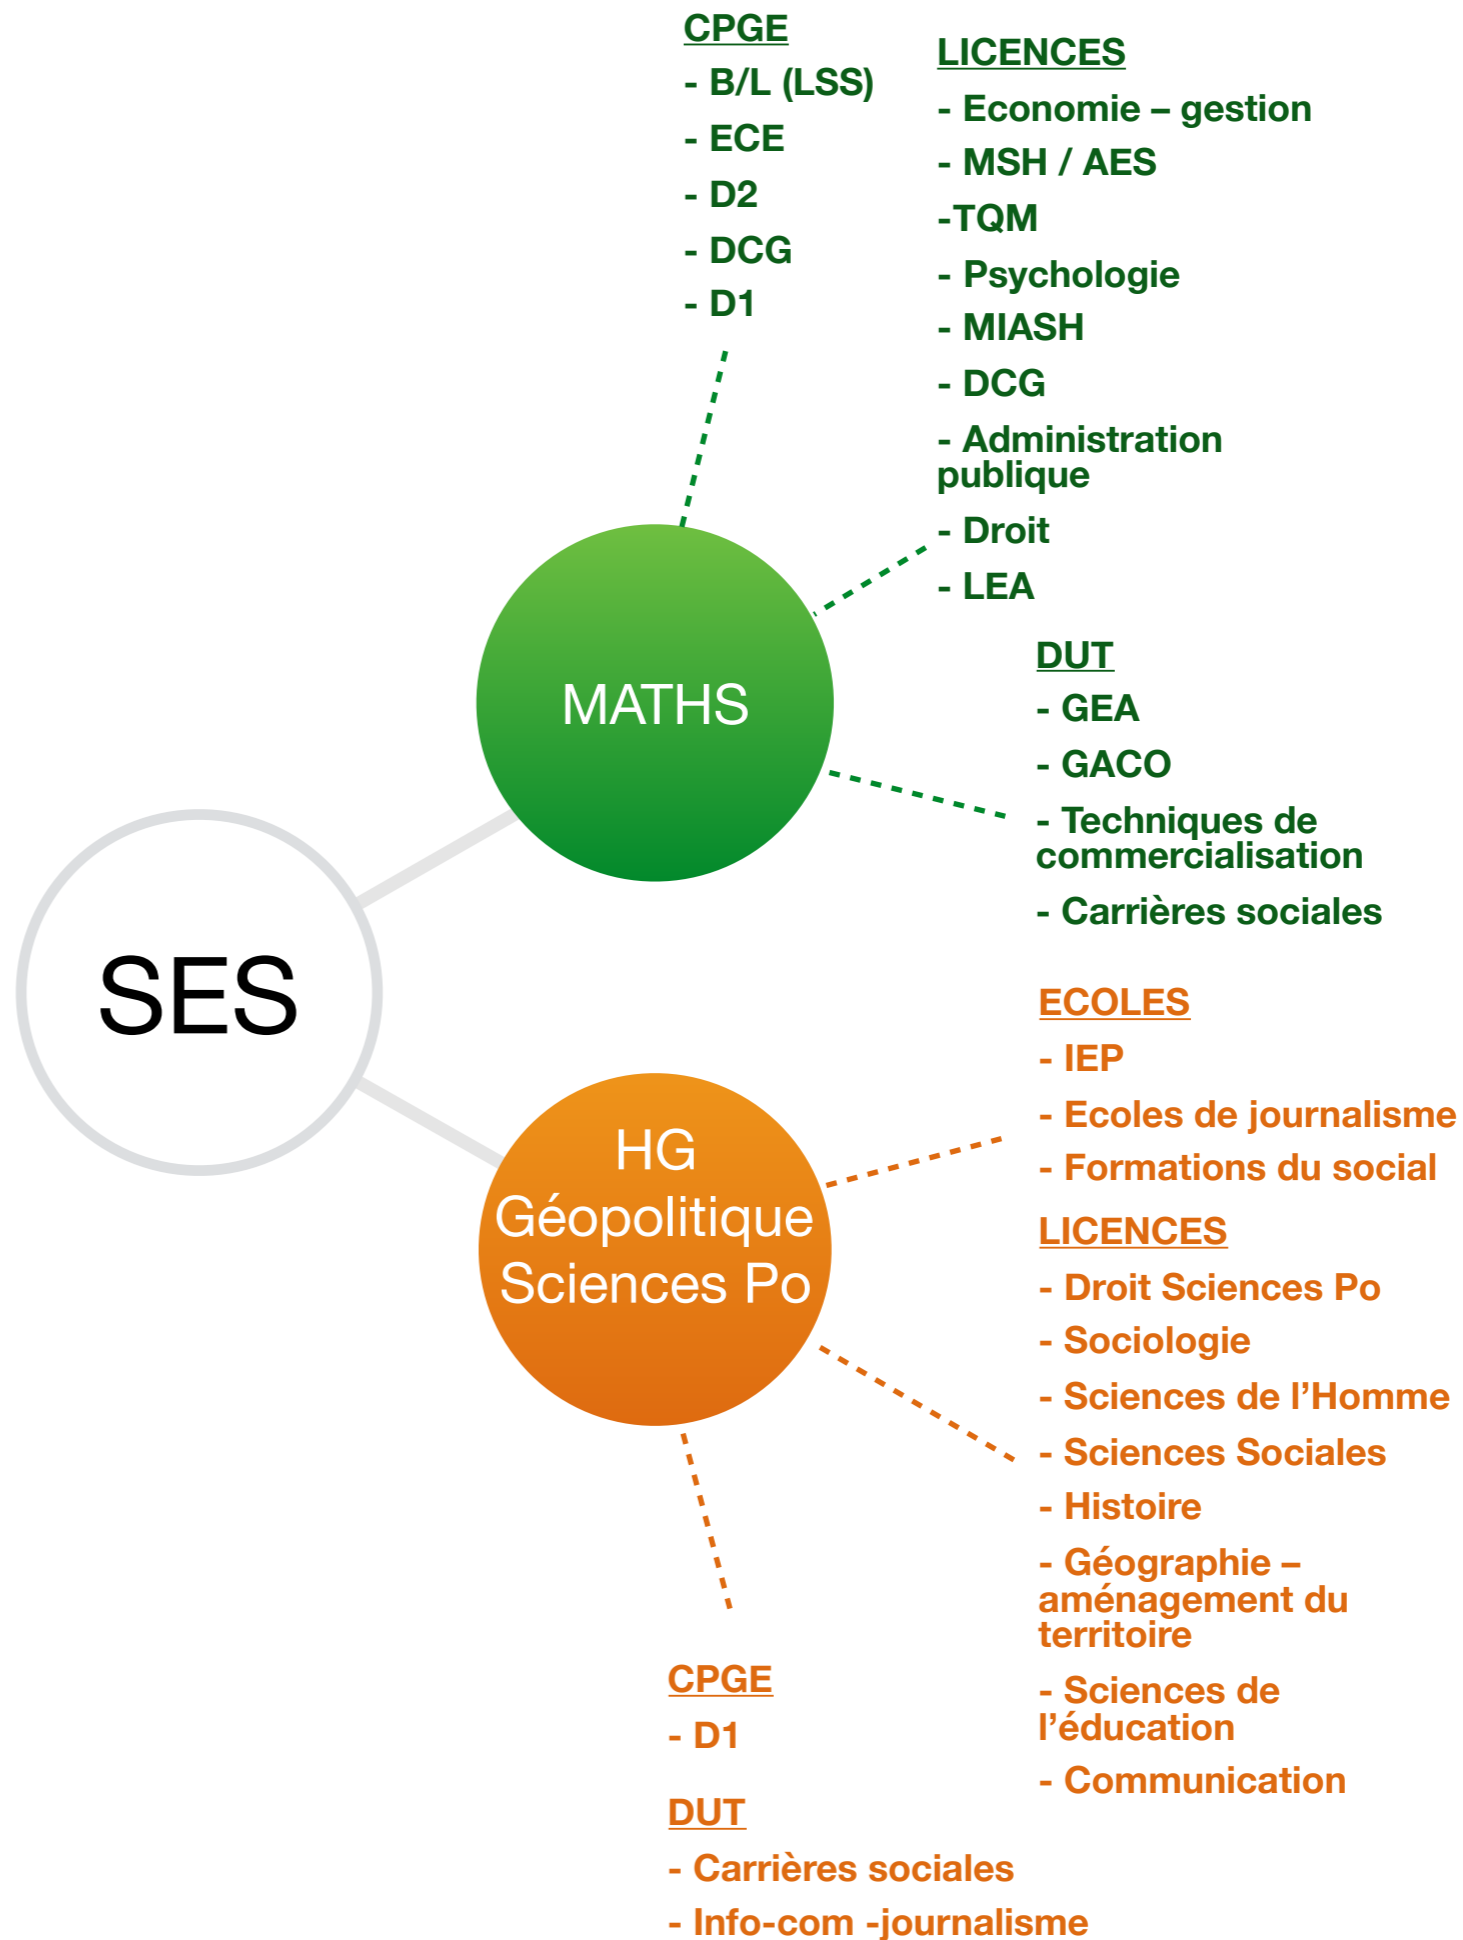 CPGE
- B/L (LSS)
- ECE
- D2
- DCG
- D1
LICENCES
- Economie – gestion
- MSH / AES
-TQM
- Psychologie
- MIASH
- DCG
- Administration
publique
- Droit
- LEA
MATHS
DUT
- GEA
- GACO
- Techniques de
commercialisation
- Carrières sociales
SES
HG
Géopolitique
Sciences Po
ECOLES
- IEP
- Ecoles de journalisme
- Formations du social
LICENCES
- Droit Sciences Po
- Sociologie
- Sciences de l’Homme
- Sciences Sociales
- Histoire
- Géographie –
aménagement du
territoire
- Sciences de
l’éducation
- Communication
CPGE
- D1
DUT
- Carrières sociales
- Info-com -journalisme